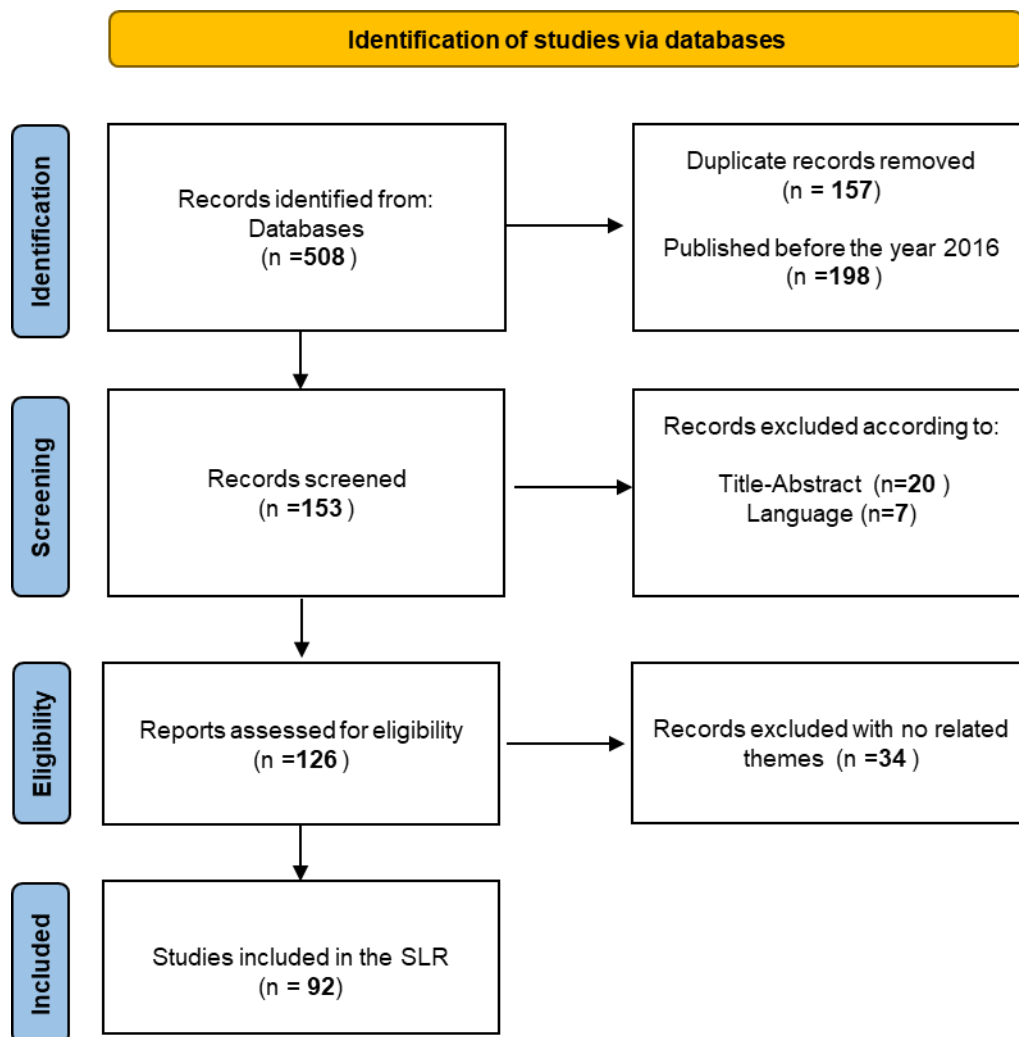 Identification of studies via databases
Identification
Records identified from:
Databases
(n =508 )
Duplicate records removed
(n = 157)
Published before the year 2016
(n =198 )
Screening
Records screened
(n =153 )
Records excluded according to:
Title-Abstract (n=20 )
Language (n=7)
Eligibility
Reports assessed for eligibility
(n =126 )
Records excluded with no related
themes (n =34 )
Included
Studies included in the SLR
(n = 92)